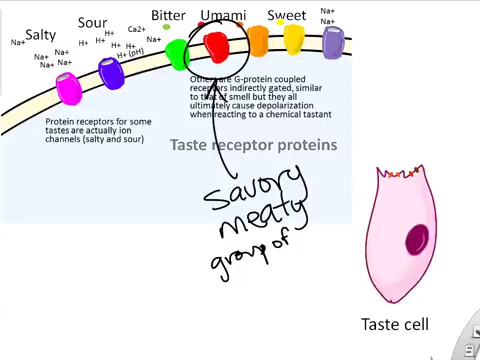 Bitter Umami Sweet
Salty Sour
Na+ Na+
Ca2+ Na+
H+ H+ H+ H+ H+
H+ (pH)
Na+
Na+ Na+ Na+ Na+ Na+
Others are G-protein coupled
receptors indirectly gated, similar
to that of smell but they all
ultimately cause depolarization
when reacting to a chemical tastant
Protein receptors for some
tastes are actually ion
channels (salty and sour)
Taste receptor proteins
savory
meaty
group of
Taste cell